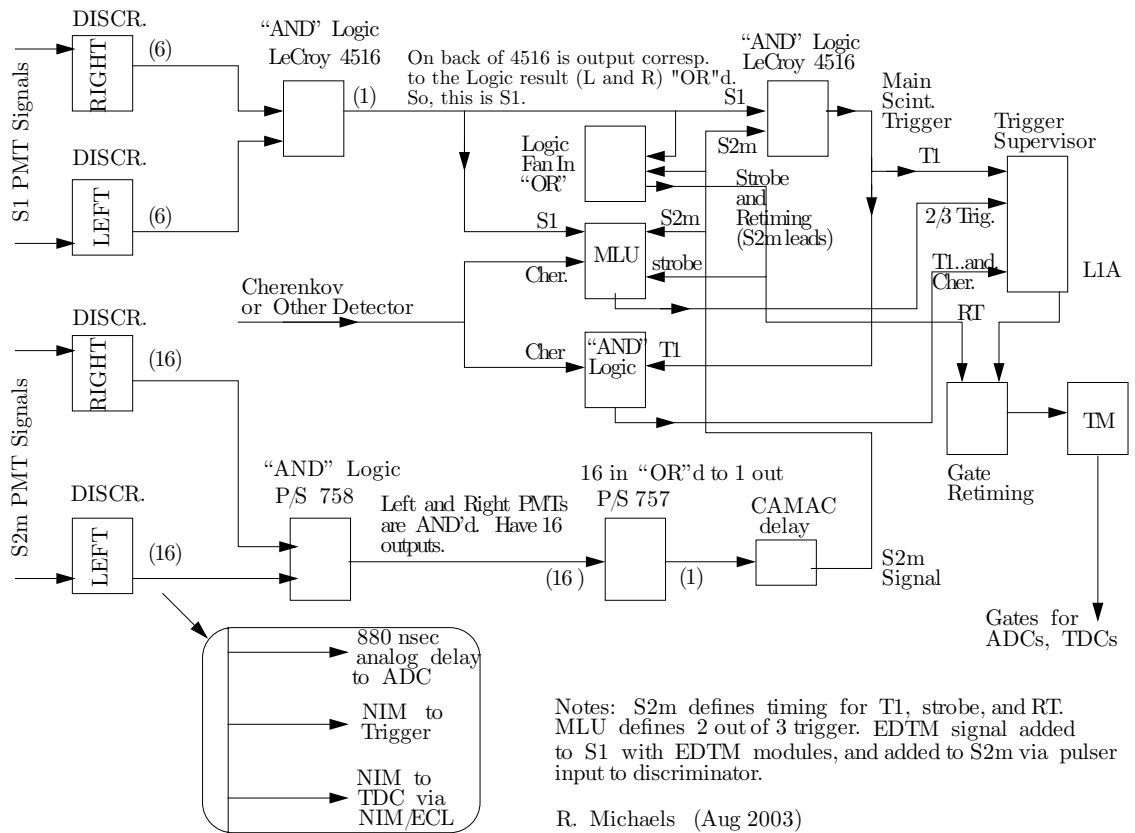 DISCR.
RIGHT
(6)
S1 PMT Signals
DISCR.
LEFT
(6)
“AND” Logic
LeCroy 4516
(1)
On back of 4516 is output corresp.
to the Logic result (L and R) "OR"d.
So, this is S1.
“AND” Logic
LeCroy 4516
S1
S2m
Main
Scint.
Trigger
Trigger
Supervisor
T1
Logic
Fan In
“OR”
Strobe
and
Retiming
(S2m leads)
2/3 Trig.
S1
S2m
MLU
Cher.
strobe
T1..and.
Cher.
L1A
RT
Cherenkov
or Other Detector
Cher
“AND”
Logic
T1
DISCR.
RIGHT
(16)
S2m PMT Signals
DISCR.
LEFT
(16)
“AND” Logic
P/S 758
Left and Right PMTs
are AND'd. Have 16
outputs.
16 in “OR”d to 1 out
P/S 757
(16 )
(1)
CAMAC
delay
S2m
Signal
Gate
Retiming
TM
Gates for
ADCs, TDCs
880 nsec
analog delay
to ADC
NIM to
Trigger
NIM to
TDC via
NIM/ECL
Notes: S2m defines timing for T1, strobe, and RT.
MLU defines 2 out of 3 trigger. EDTM signal added
to S1 with EDTM modules, and added to S2m via pulser
input to discriminator.
R. Michaels (Aug 2003)